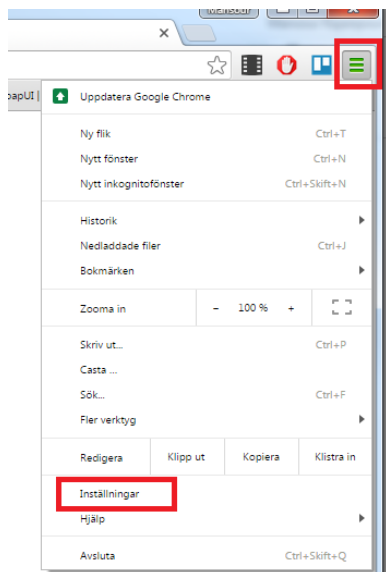 Mansour
oapUI |
Uppdatera Google Chrome
Ny flik Ctrl+T
Nytt fönster Ctrl+N
Nytt inkognitofönster Ctrl+Skift+N
Historik
Nedladdade filer Ctrl+J
Bokmärken
Zooma in - 100 % +
Skriv ut... Ctrl+P
Casta ...
Sök... Ctrl+F
Fler verktyg
Redigera Klipp ut Kopiera Klistra in
Inställningar
Hjälp
Avsluta Ctrl+Skift+Q